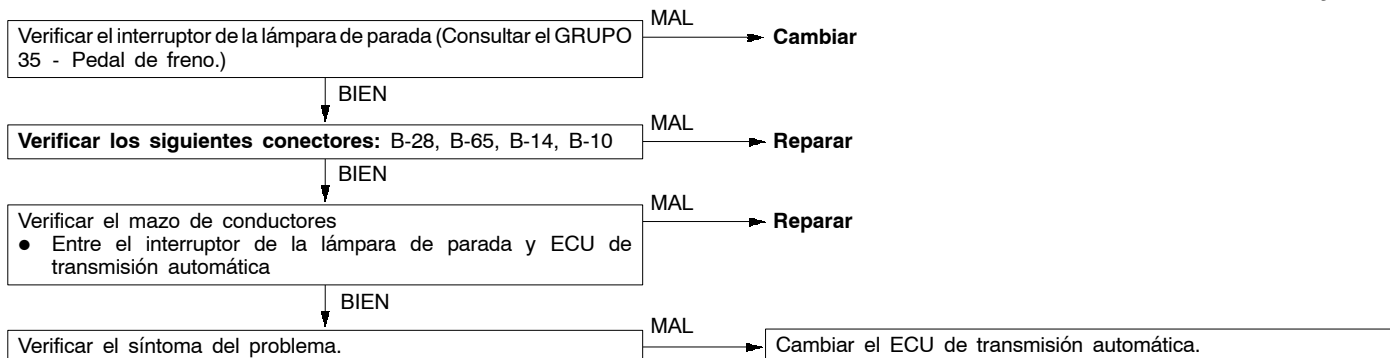 Verificar el interruptor de la lámpara de parada (Consultar el GRUPO
35 - Pedal de freno.)
MAL
Cambiar
BIEN
Verificar los siguientes conectores: B-28, B-65, B-14, B-10
MAL
Reparar
BIEN
Verificar el mazo de conductores
● Entre el interruptor de la lámpara de parada y ECU de
transmisión automática
MAL
Reparar
BIEN
Verificar el síntoma del problema.
MAL
Cambiar el ECU de transmisión automática.